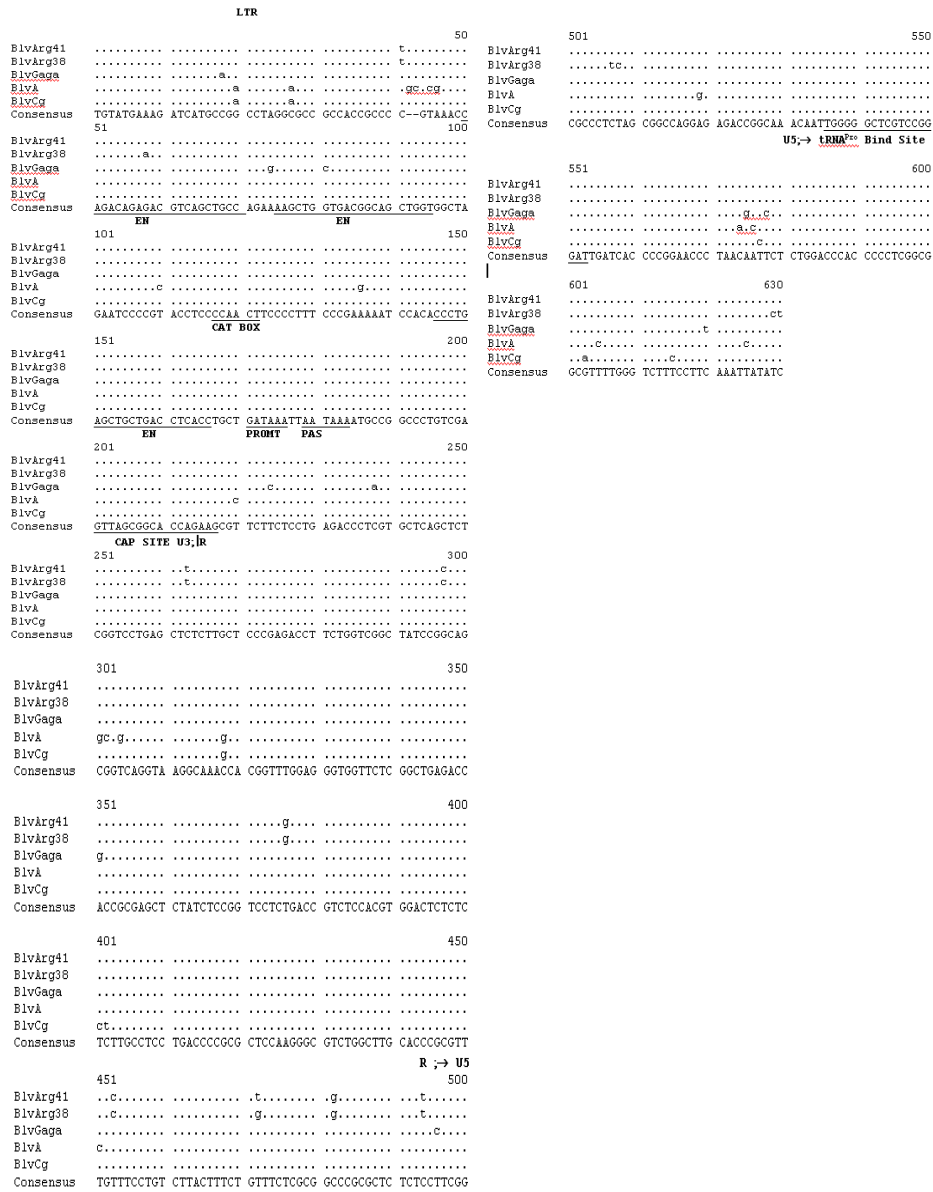 LTR
50
BlvArg41 .......... .......... .......... .......... t.........
BlvArg38 .......... .......... .......... .......... t.........
BlvGaga .......... .......a.. .......... .......... ..........
BlvA .......... .........a ......a... .......... .gc.cg....
BlvCg .......... .........a ......a... .......... ..........
Consensus TGTATGAAAG ATCATGCCGG CCTAGGCGCC GCCACCGCCC C--GTAAACC
51 100
BlvArg41 .......... .......... .......... .......... ..........
BlvArg38 .......a.. .......... .......... .......... ..........
BlvGaga .......... .......... ...g...... c......... ..........
BlvA .......... .......... .......... .......... ..........
BlvCg .......... .......... .......... .......... ..........
Consensus AGACAGAGAC GTCAGCTGCC AGAAAAGCTG GTGACGGCAG CTGGTGGCTA
EN EN
101 150
BlvArg41 .......... .......... .......... .......... ..........
BlvArg38 .......... .......... .......... .......... ..........
BlvGaga .......... .......... .......... .......... ..........
BlvA .........c .......... .......... .....g.... ..........
BlvCg .......... .......... .......... .......... ..........
Consensus GAATCCCCGT ACCTCCCCAA CTTCCCCTTT CCCGAAAAAT CCACACCCTG
CAT BOX
151 200
BlvArg41 .......... .......... .......... .......... ..........
BlvArg38 .......... .......... .......... .......... ..........
BlvGaga .......... .......... .......... .......... ..........
BlvA .......... .......... .......... .......... ..........
BlvCg .......... .......... .......... .......... ..........
Consensus AGCTGCTGAC CTCACCTGCT GATAAATTAA TAAAATGCCG GCCCTGTCGA
EN PROMT PAS
201 250
BlvArg41 .......... .......... .......... .......... ..........
BlvArg38 .......... .......... .......... .......... ..........
BlvGaga .......... .......... ...c...... .......a.. ..........
BlvA .......... .........c .......... .......... ..........
BlvCg .......... .......... .......... .......... ..........
Consensus GTTAGCGGCA CCAGAAGCGT TCTTCTCCTG AGACCCTCGT GCTCAGCTCT
CAP SITE U3;R
251 300
BlvArg41 .......... ..t....... .......... .......... ......c...
BlvArg38 .......... ..t....... .......... .......... ......c...
BlvGaga .......... .......... .......... .......... ..........
BlvA .......... .......... .......... .......... ..........
BlvCg .......... .......... .......... .......... ..........
Consensus CGGTCCTGAG CTCTCTTGCT CCCGAGACCT TCTGGTCGGC TATCCGGCAG
301 350
BlvArg41 .......... .......... .......... .......... ..........
BlvArg38 .......... .......... .......... .......... ..........
BlvGaga .......... .......... .......... .......... ..........
BlvA gc.g...... .......g.. .......... .......... ..........
BlvCg .......... .......g.. .......... .......... ..........
Consensus CGGTCAGGTA AGGCAAACCA CGGTTTGGAG GGTGGTTCTC GGCTGAGACC
351 400
BlvArg41 .......... .......... .....g.... .......... ..........
BlvArg38 .......... .......... .....g.... .......... ..........
BlvGaga g......... .......... .......... .......... ..........
BlvA .......... .......... .......... .......... ..........
BlvCg .......... .......... .......... .......... ..........
Consensus ACCGCGAGCT CTATCTCCGG TCCTCTGACC GTCTCCACGT GGACTCTCTC
401 450
BlvArg41 .......... .......... .......... .......... ..........
BlvArg38 .......... .......... .......... .......... ..........
BlvGaga .......... .......... .......... .......... ..........
BlvA .......... .......... .......... .......... ..........
BlvCg ct........ .......... .......... .......... ..........
Consensus TCTTGCCTCC TGACCCCGCG CTCCAAGGGC GTCTGGCTTG CACCCGCGTT
R ;→ U5
451 500
BlvArg41 ..c....... .......... .t........ .g........ ...t......
BlvArg38 ..c....... .......... .g........ .g........ ...t......
BlvGaga .......... .......... .......... .......... .....c....
BlvA c......... .......... .......... .......... ..........
BlvCg .......... .......... .......... .......... ..........
Consensus TGTTTCCTGT CTTACTTTCT GTTTCTCGCG GCCCGCGCTC TCTCCTTCGG
501 550
BlvArg41 .......... .......... .......... .......... ..........
BlvArg38 ......tc.. .......... .......... .......... ..........
BlvGaga .......... .......... .......... .......... ..........
BlvA .......... ........g. .......... .......... ..........
BlvCg .......... .......... .......... .......... ..........
Consensus CGCCCTCTAG CGGCCAGGAG AGACCGGCAA ACAATTGGGG GCTCGTCCGG
U5;→ tRNAPro Bind Site
551 600
BlvArg41 .......... .......... .......... .......... ..........
BlvArg38 .......... .......... .......... .......... ..........
BlvGaga .......... .......... ....g..c.. .......... ..........
BlvA .......... .......... ...a.c.... .......... ..........
BlvCg .......... .......... ......c... .......... ..........
Consensus GATTGATCAC CCCGGAACCC TAACAATTCT CTGGACCCAC CCCCTCGGCG
601 630
BlvArg41 .......... .......... ..........
BlvArg38 .......... .......... ........ct
BlvGaga .......... ........t. ..........
BlvA ....c..... .......... ....c.....
BlvCg ..a....... ....c..... ..........
Consensus GCGTTTTGGG TCTTTCCTTC AAATTATATC